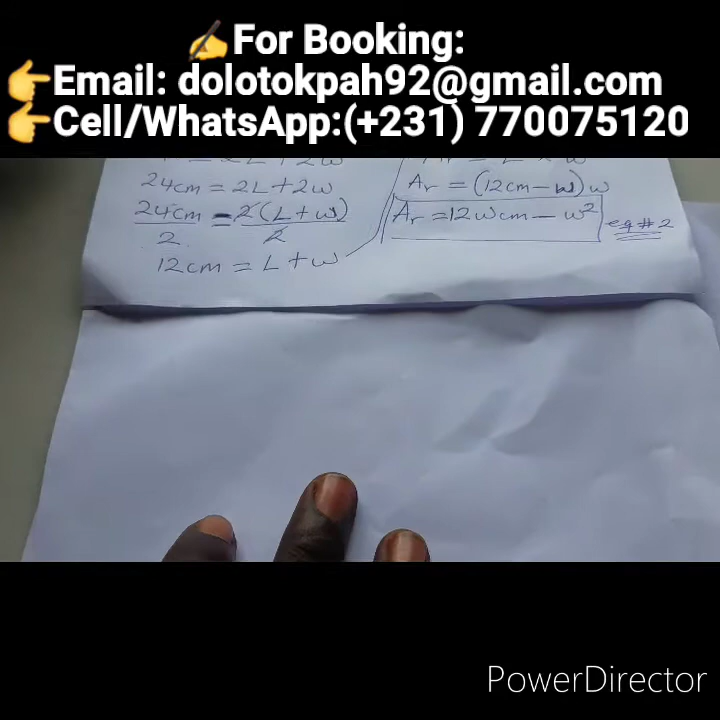 ✍️For Booking:
👉Email: dolotokpah92@gmail.com
👉Cell/WhatsApp:(+231) 770075120
24cm = 2L+2w
24cm = 2(L+w)
2 2
12cm = L+w
Ar = (12cm-w)w
Ar =12wcm-w²
eq#2
PowerDirector